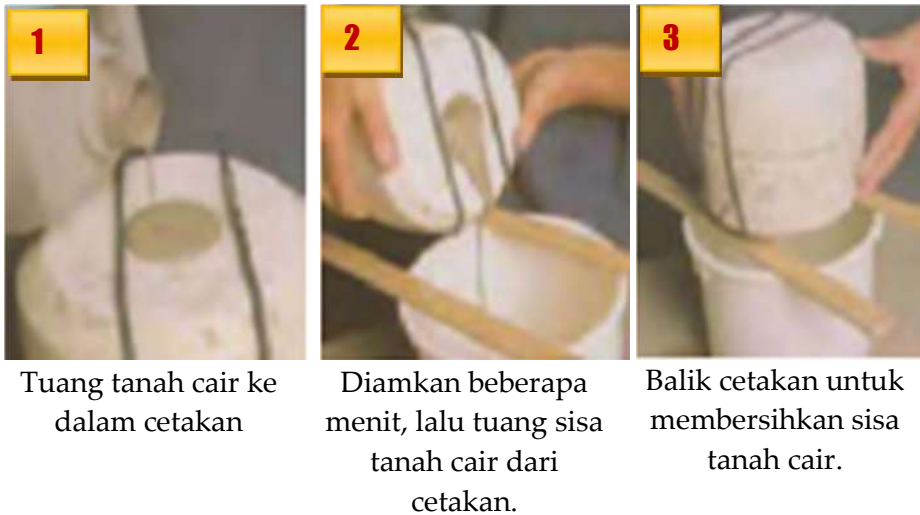 1
2
3
Tuang tanah cair ke
dalam cetakan
Diamkan beberapa
menit, lalu tuang sisa
tanah cair dari
cetakan.
Balik cetakan untuk
membersihkan sisa
tanah cair.